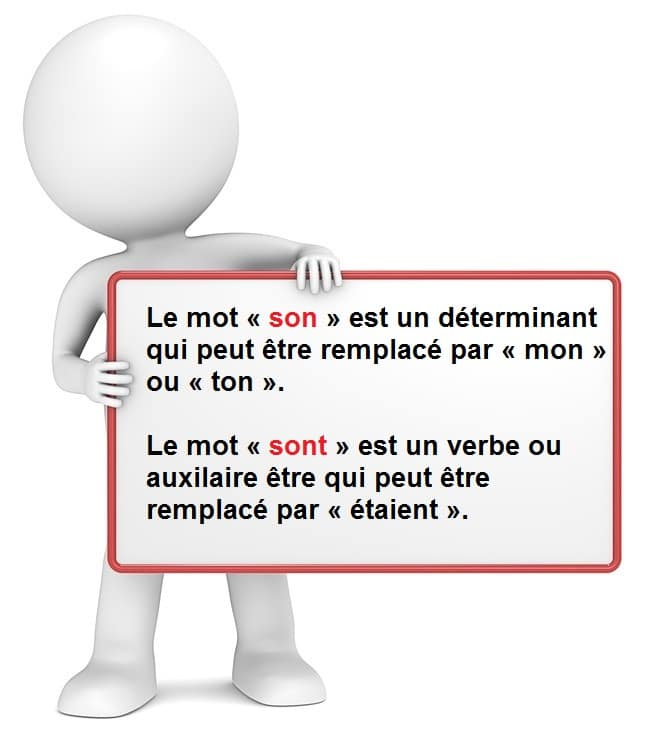 Le mot « son » est un déterminant
qui peut être remplacé par « mon »
ou « ton ».
Le mot « sont » est un verbe ou
auxilaire être qui peut être
remplacé par « étaient ».